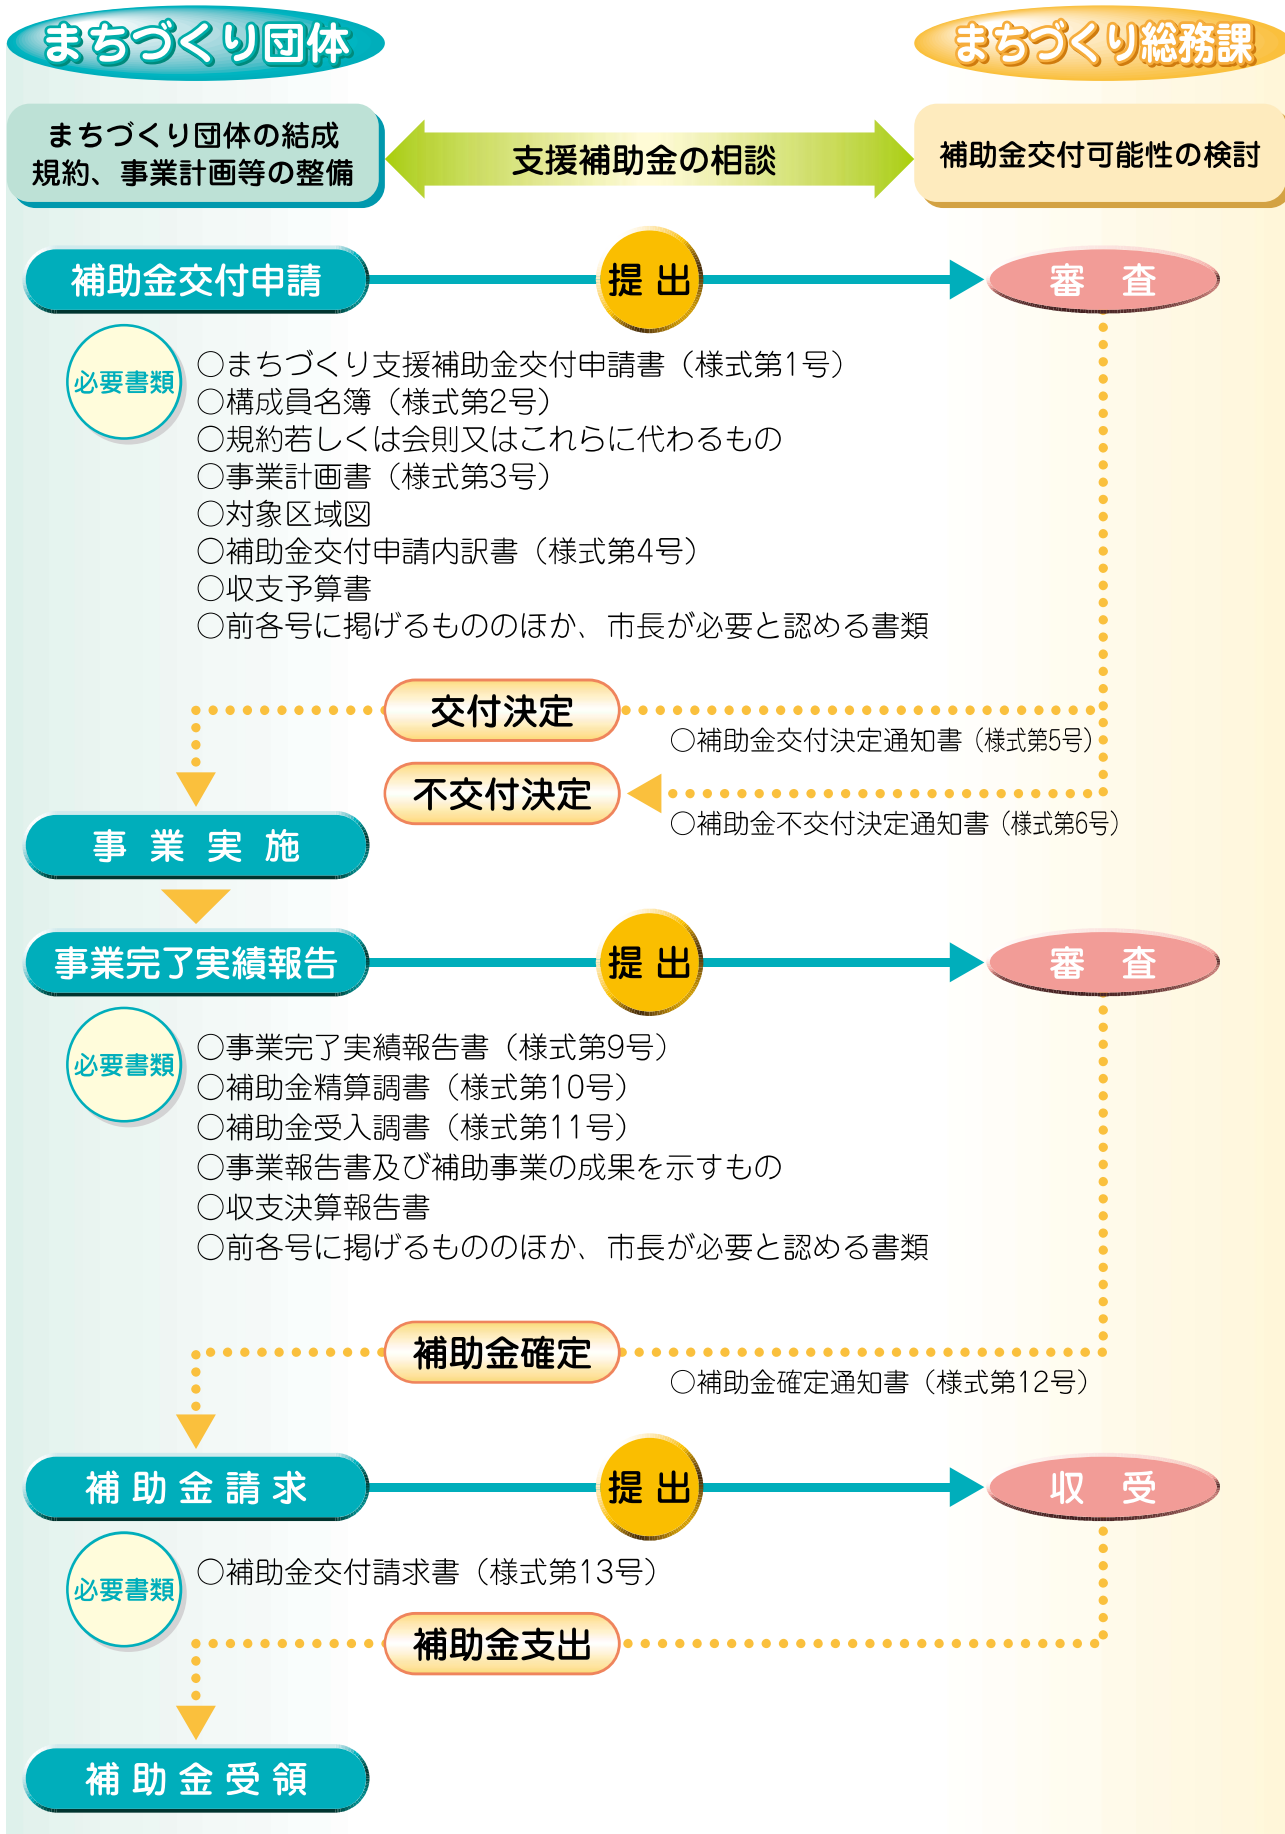 まちづくり団体
まちづくり総務課
まちづくり団体の結成
規約、事業計画等の整備
支援補助金の相談
補助金交付可能性の検討
補助金交付申請
提出
審 査
必要書類
○まちづくり支援補助金交付申請書（様式第1号）
○構成員名簿（様式第2号）
○規約若しくは会則又はこれらに代わるもの
○事業計画書（様式第3号）
○対象区域図
○補助金交付申請内訳書（様式第4号）
○収支予算書
○前各号に掲げるもののほか、市長が必要と認める書類
交付決定
○補助金交付決定通知書（様式第5号）
不交付決定
○補助金不交付決定通知書（様式第6号）
事業実施
事業完了実績報告
提出
審 査
必要書類
○事業完了実績報告書（様式第9号）
○補助金精算調書（様式第10号）
○補助金受入調書（様式第11号）
○事業報告書及び補助事業の成果を示すもの
○収支決算報告書
○前各号に掲げるもののほか、市長が必要と認める書類
補助金確定
○補助金確定通知書（様式第12号）
補助金請求
提出
収 受
必要書類
○補助金交付請求書（様式第13号）
補助金支出
補助金受領